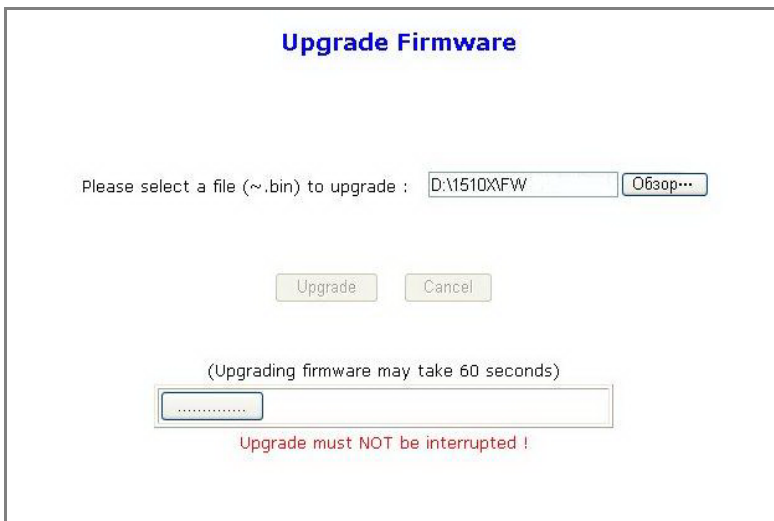 Upgrade Firmware
Please select a file (~.bin) to upgrade : D:\1510X\FW Обзор...
Upgrade Cancel
(Upgrading firmware may take 60 seconds)
..............
Upgrade must NOT be interrupted !